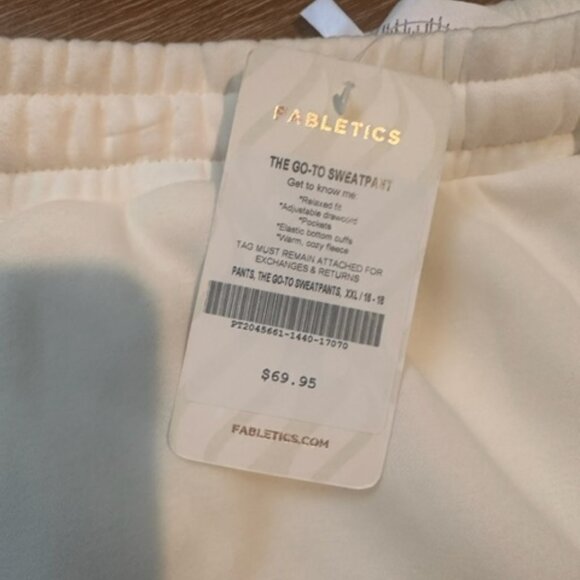 FABLETICS
THE GO-TO SWEATPANT
Get to know me:
*Relaxed fit
*Adjustable drawcord
*Pockets
*Elastic bottom cuffs
*Warm, cozy fleece
TAG MUST REMAIN ATTACHED FOR
EXCHANGES & RETURNS
PANTS, THE GO-TO SWEATPANTS, XXL / 16 - 18
PT2045661-1440-17070
$69.95
FABLETICS.COM